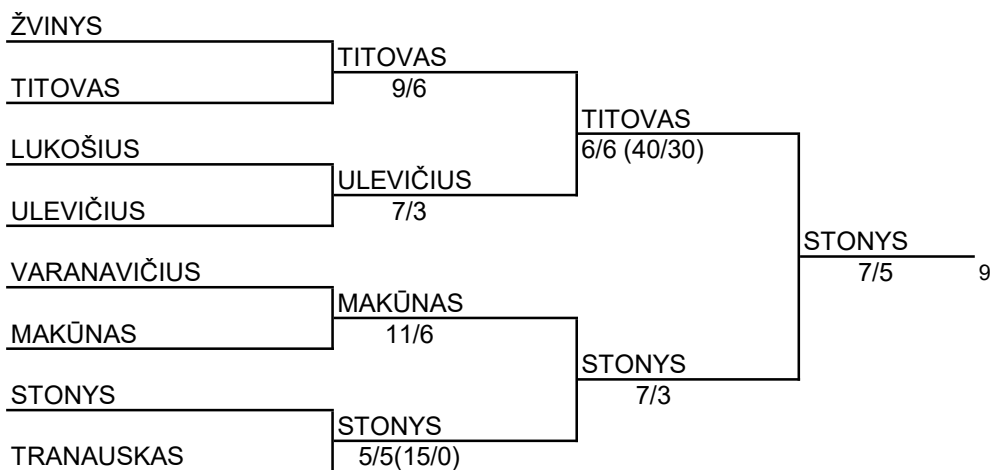 ŽVINYS
TITOVAS
TITOVAS
9/6
TITOVAS
LUKOŠIUS
6/6 (40/30)
ULEVIČIUS
ULEVIČIUS
7/3
STONYS
VARANAVIČIUS
7/5
9
MAKŪNAS
MAKŪNAS
11/6
STONYS
STONYS
7/3
STONYS
TRANAUSKAS
5/5(15/0)